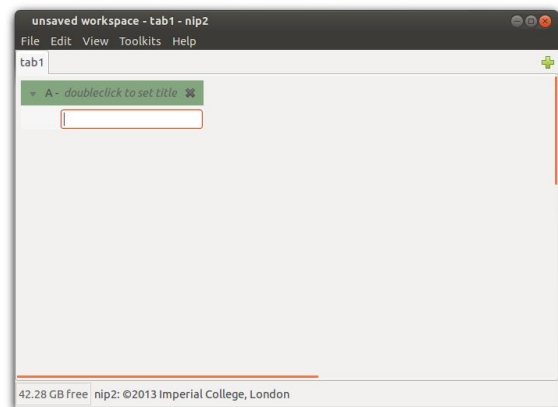 unsaved workspace - tab1 - nip2
File Edit View Toolkits Help
tab1
A - doubleclick to set title
42.28 GB free nip2: ©2013 Imperial College, London